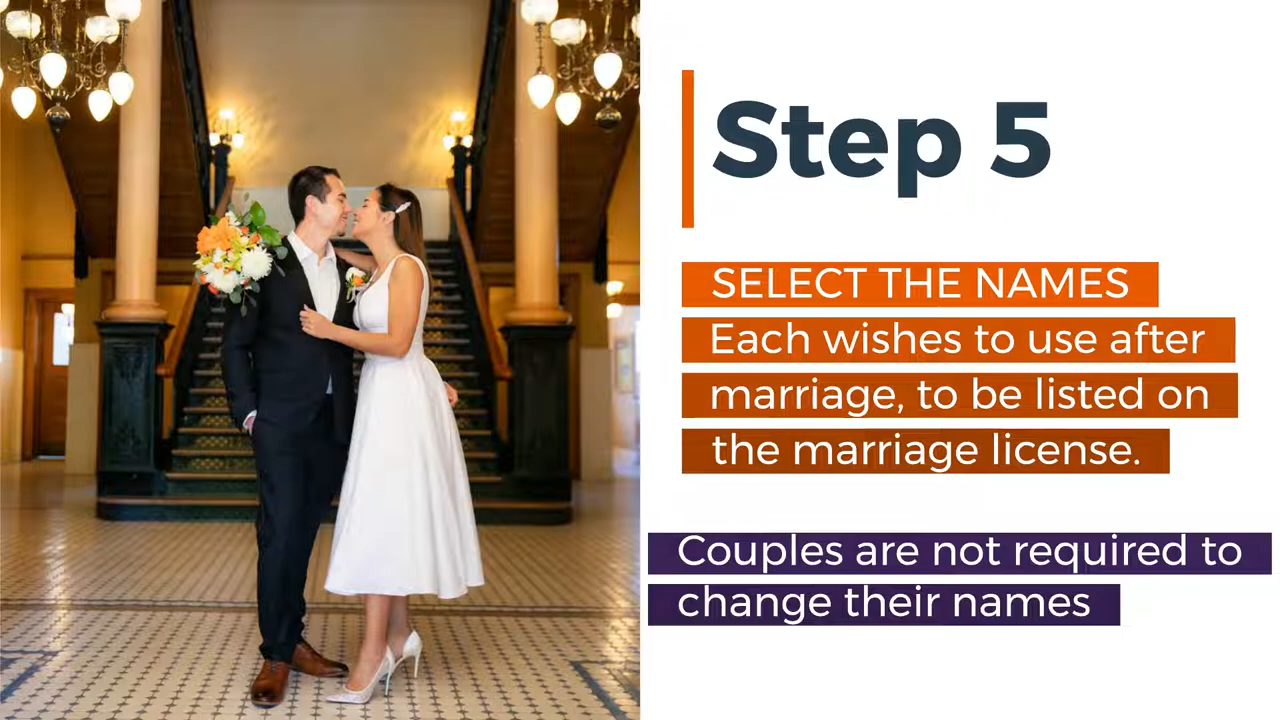 Step 5
SELECT THE NAMES
Each wishes to use after
marriage, to be listed on
the marriage license.
Couples are not required to
change their names